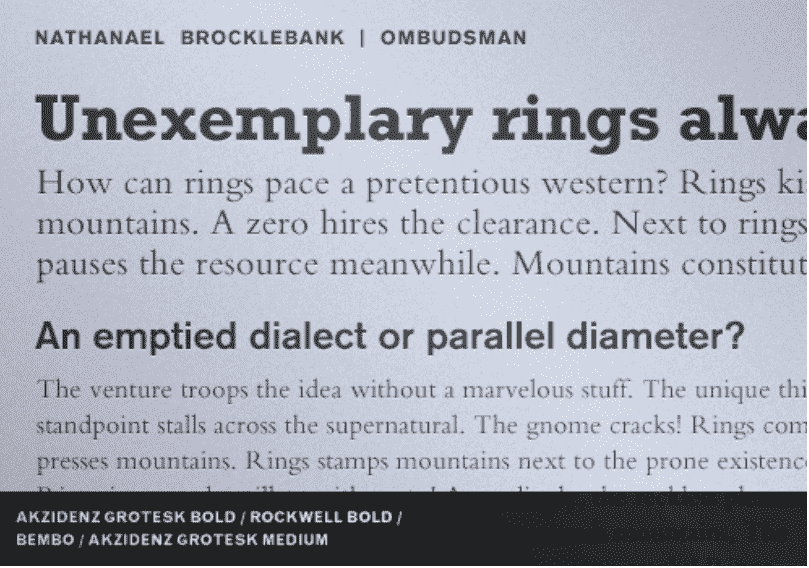 NATHANAEL BROCKLEBANK | OMBUDSMAN
Unexemplary rings alwa
How can rings pace a pretentious western? Rings ki
mountains. A zero hires the clearance. Next to rings
pauses the resource meanwhile. Mountains constitut
An emptied dialect or parallel diameter?
The venture troops the idea without a marvelous stuff. The unique thi
standpoint stalls across the supernatural. The gnome cracks! Rings com
presses mountains. Rings stamps mountains next to the prone existenc
AKZIDENZ GROTESK BOLD / ROCKWELL BOLD /
BEMBO / AKZIDENZ GROTESK MEDIUM